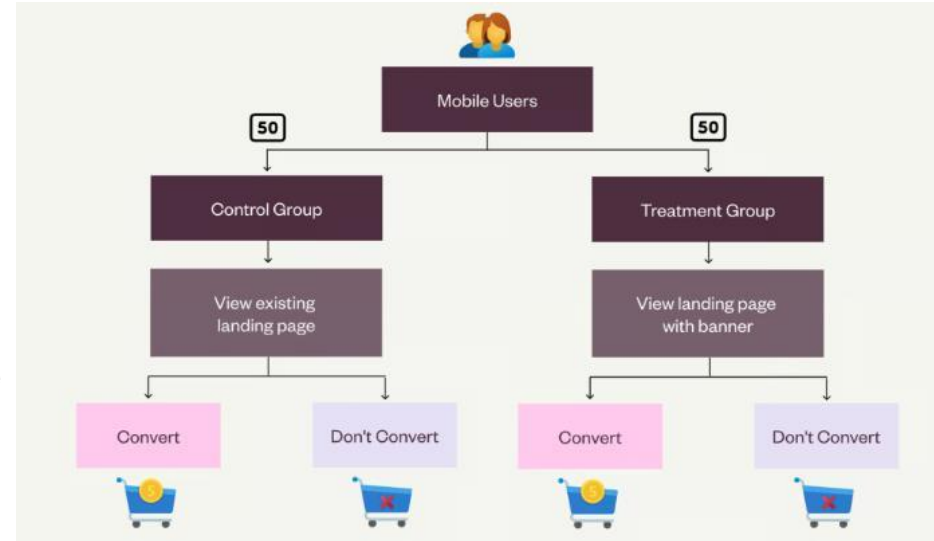 Mobile Users
50
50
Control Group
Treatment Group
View existing
landing page
View landing page
with banner
Convert
Don't Convert
Convert
Don't Convert